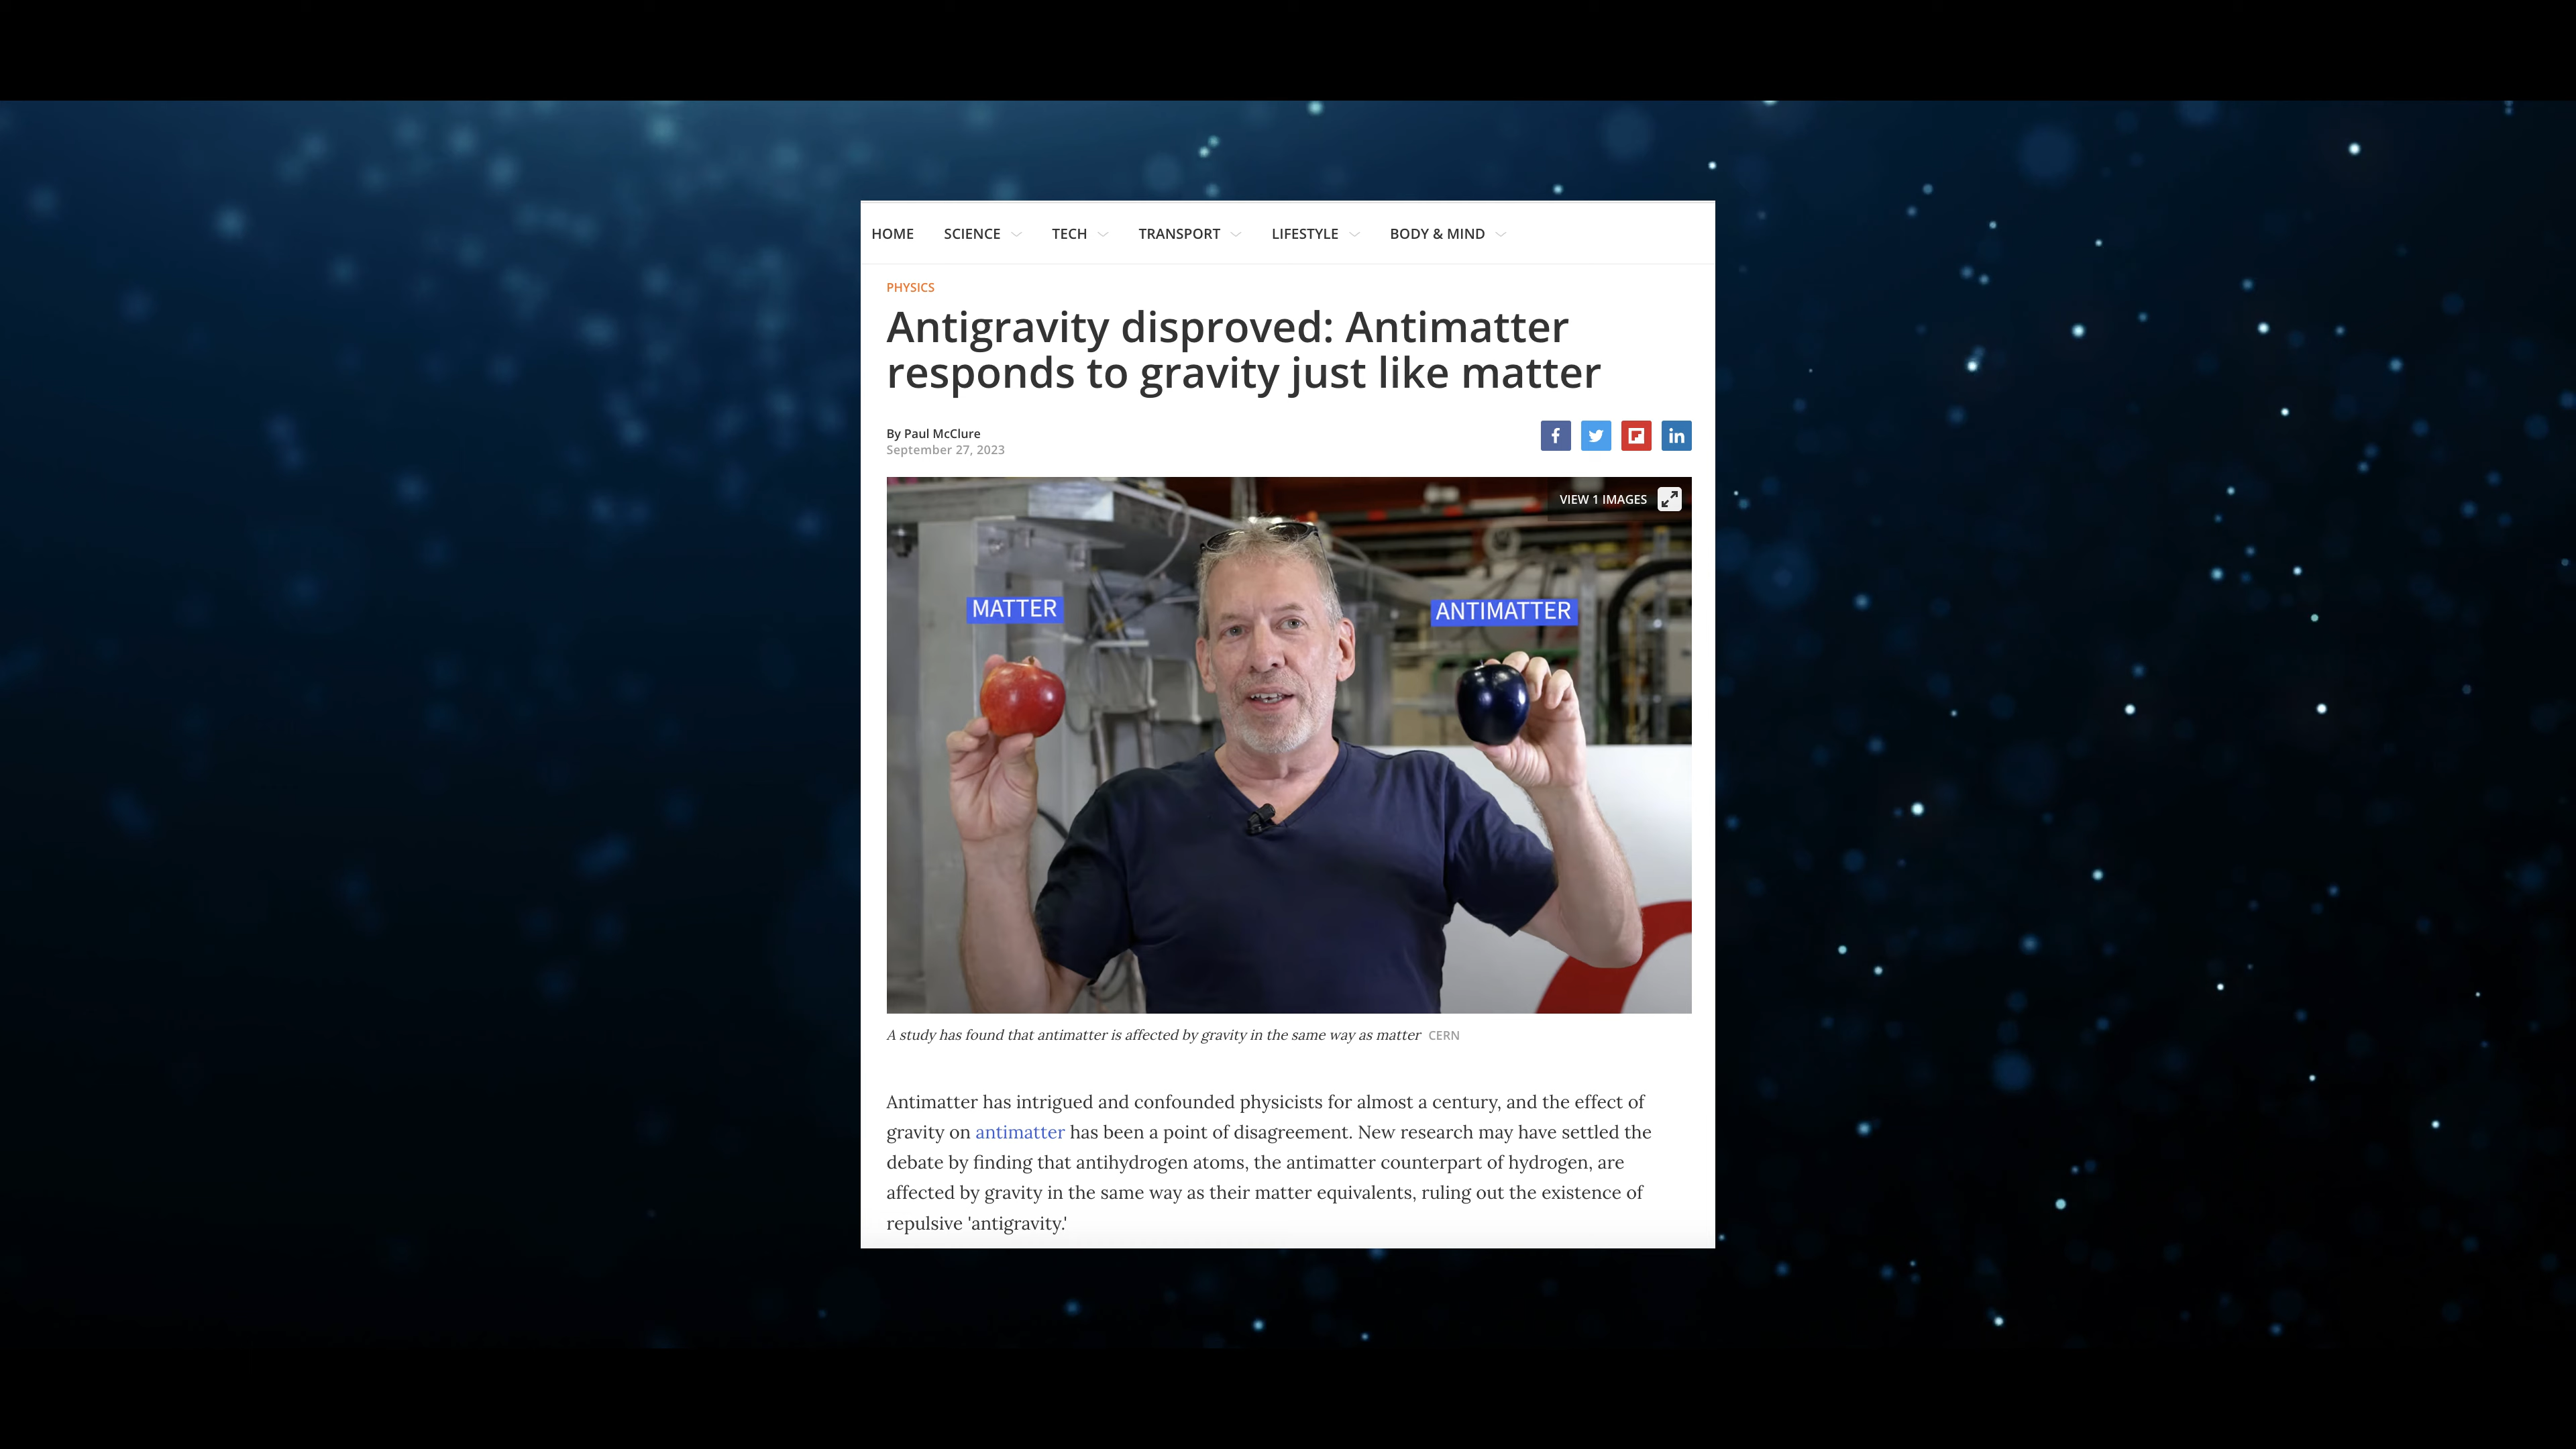 HOME SCIENCE TECH TRANSPORT LIFESTYLE BODY & MIND
PHYSICS
Antigravity disproved: Antimatter
responds to gravity just like matter
By Paul McClure
September 27, 2023
f in
VIEW 1 IMAGES
MATTER
ANTIMATTER
A study has found that antimatter is affected by gravity in the same way as matter CERN
Antimatter has intrigued and confounded physicists for almost a century, and the effect of
gravity on antimatter has been a point of disagreement. New research may have settled the
debate by finding that antihydrogen atoms, the antimatter counterpart of hydrogen, are
affected by gravity in the same way as their matter equivalents, ruling out the existence of
repulsive 'antigravity.'